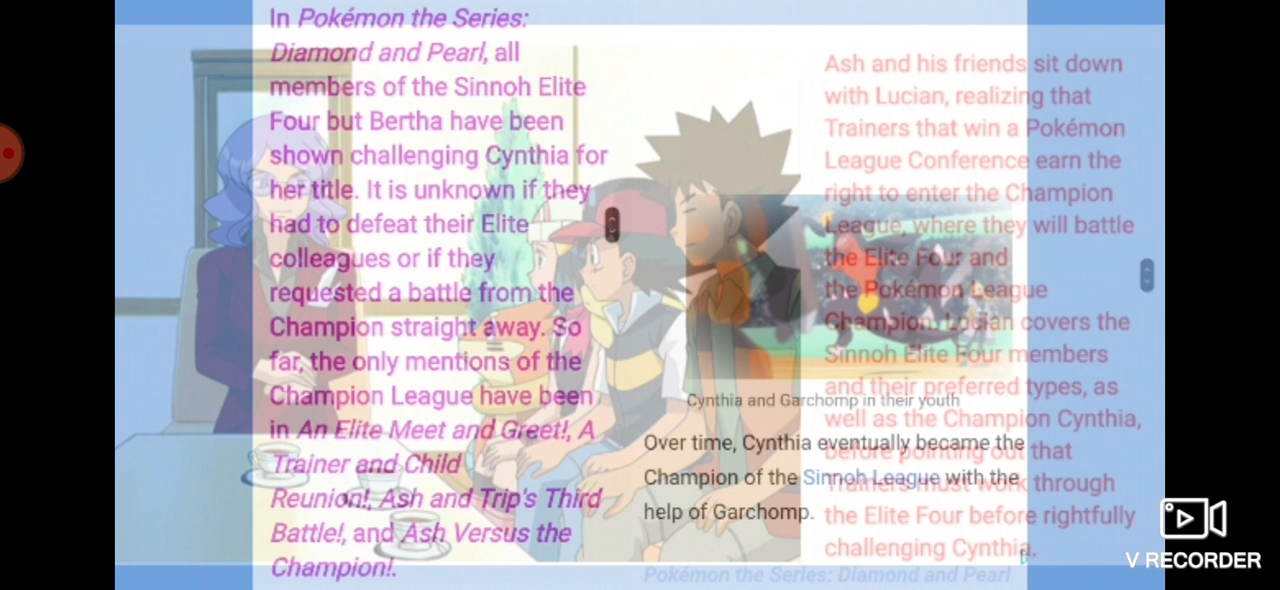 In Pokémon the Series:
Diamond and Pearl, all
members of the Sinnoh Elite
Four but Bertha have been
shown challenging Cynthia for
her title. It is unknown if they
had to defeat their Elite
colleagues or if they
requested a battle from the
Champion straight away. So
far, the only mentions of the
Champion League have been
in An Elite Meet and Greet!, A
Trainer and Child
Reunion!, Ash and Trip's Third
Battle!, and Ash Versus the
Champion!.
Ash and his friends sit down
with Lucian, realizing that
Trainers that win a Pokémon
League Conference earn the
right to enter the Champion
League, where they will battle
the Elite Four and
the Pokémon League
Champion. Lucian covers the
Sinnoh Elite Four members
and their preferred types, as
well as the Champion Cynthia,
before pointing out that
Trainers must work through
the Elite Four before rightfully
challenging Cynthia.
Cynthia and Garchomp in their youth
Over time, Cynthia eventually became the
Champion of the Sinnoh League with the
help of Garchomp.
Pokémon the Series: Diamond and Pearl
V RECORDER